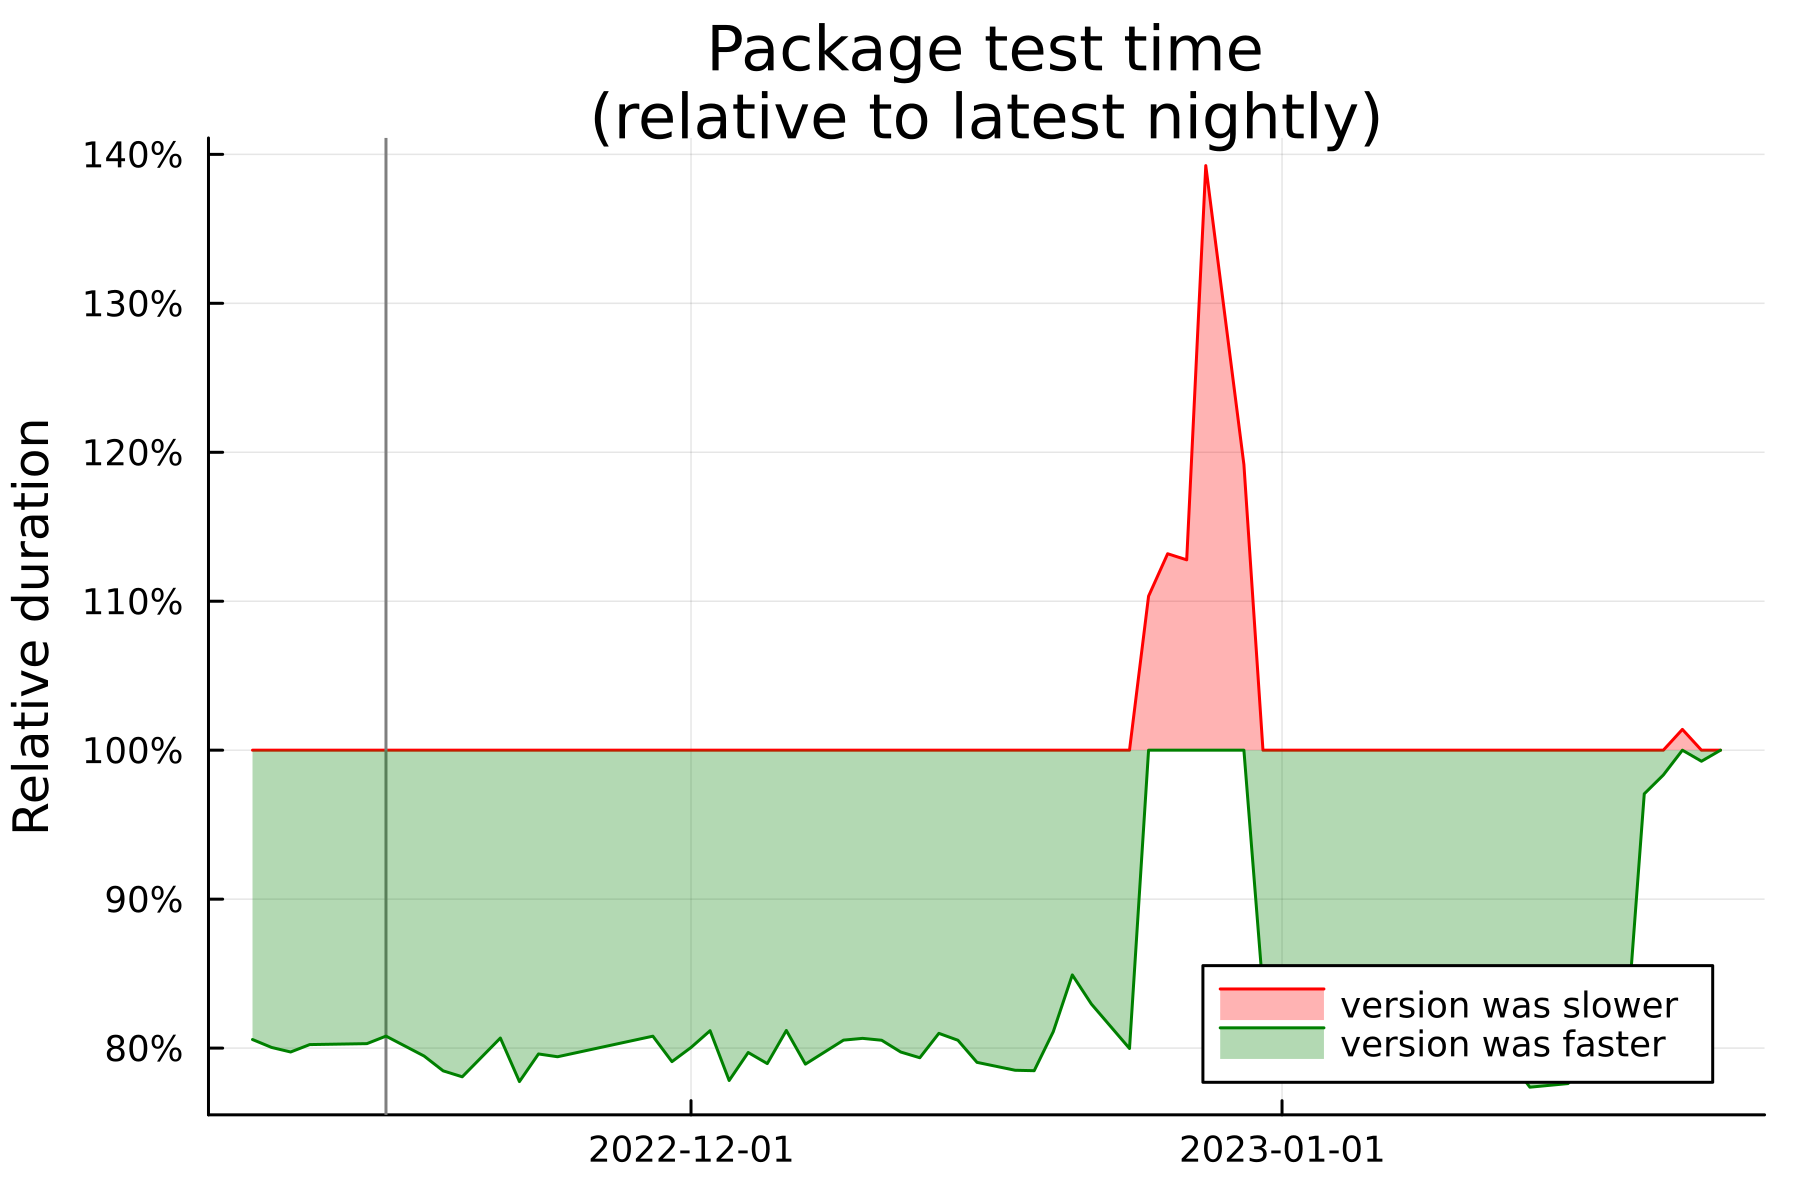 Package test time
(relative to latest nightly)
140%
130%
120%
110%
100%
90%
80%
Relative duration
version was slower
version was faster
2022-12-01
2023-01-01